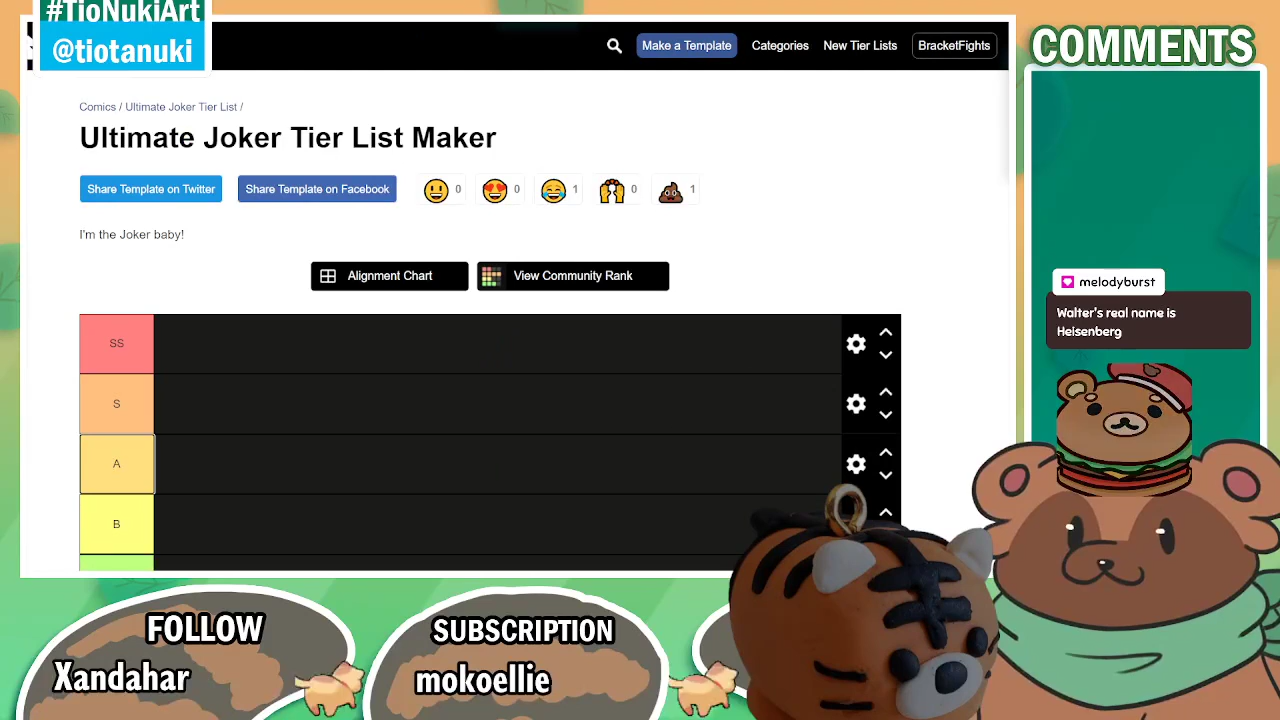 #TioNukiArt
@tiotanuki
Make a Template
Categories
New Tier Lists
BracketFights
COMMENTS
Comics / Ultimate Joker Tier List /
Ultimate Joker Tier List Maker
Share Template on Twitter
Share Template on Facebook
0
0
1
0
1
I'm the Joker baby!
Alignment Chart
View Community Rank
SS
S
A
B
melodyburst
Walter's real name is
Heisenberg
FOLLOW
Xandahar
SUBSCRIPTION
mokoellie